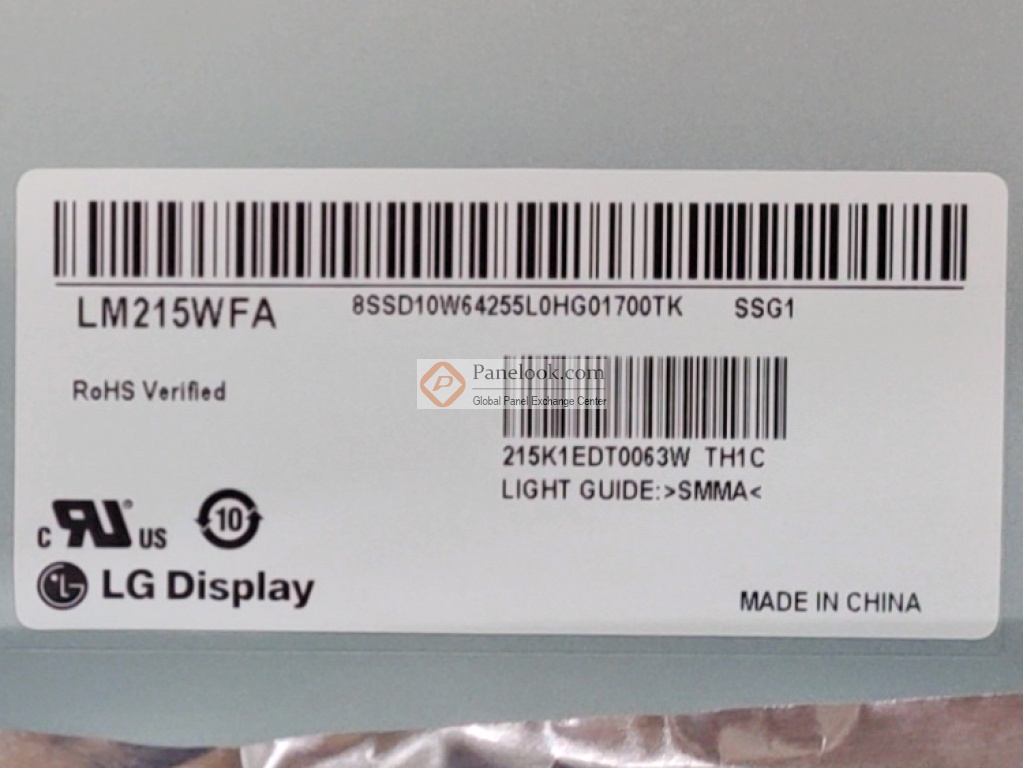 LM215WFA 8SSD10W64255L0HG01700TK SSG1
RoHS Verified
Panelook.com
Global Panel Exchange Center
215K1EDT0063W TH1C
LIGHT GUIDE:>SMMA<
c RU® US 10
LG Display
MADE IN CHINA